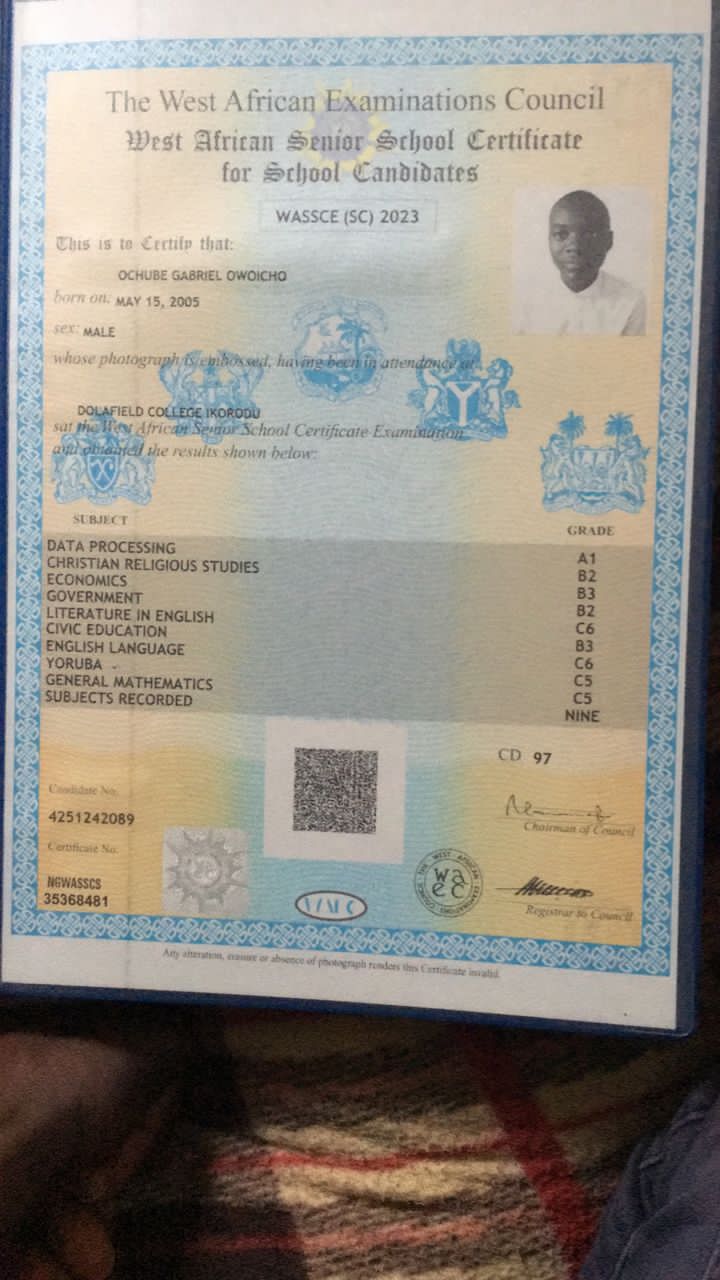 The West African Examinations Council
West African Senior School Certificate
for School Candidates
WASSCE (SC) 2023
This is to Certify that:
OCHUBE GABRIEL OWOICHO
born on: MAY 15, 2005
sex: MALE
whose photograph is embossed, having been in attendance at
DOLAFIELD COLLEGE IKORODU
sat the West African Senior School Certificate Examination
and obtained the results shown below:
SUBJECT GRADE
DATA PROCESSING A1
CHRISTIAN RELIGIOUS STUDIES B2
ECONOMICS B3
GOVERNMENT B2
LITERATURE IN ENGLISH C6
CIVIC EDUCATION B3
ENGLISH LANGUAGE C6
YORUBA C5
GENERAL MATHEMATICS C5
SUBJECTS RECORDED NINE
CD 97
Candidate No.
4251242089
Chairman of Council
Certificate No.
NGWASSCS
35368481
WAEC
THE WEST AFRICAN EXAMINATIONS COUNCIL
waec
Registrar to Council
Any alteration, erasure or absence of photograph renders this Certificate invalid.